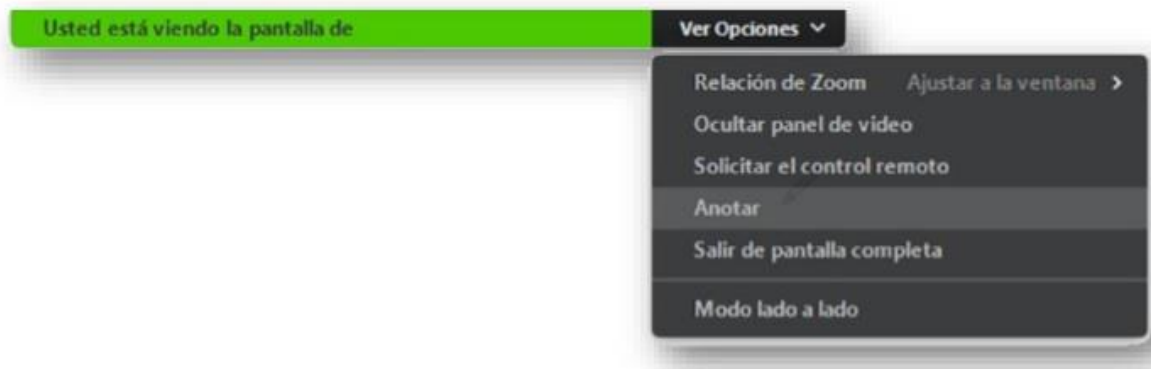 Usted está viendo la pantalla de Ver Opciones
Relación de Zoom Ajustar a la ventana
Ocultar panel de video
Solicitar el control remoto
Anotar
Salir de pantalla completa
Modo lado a lado